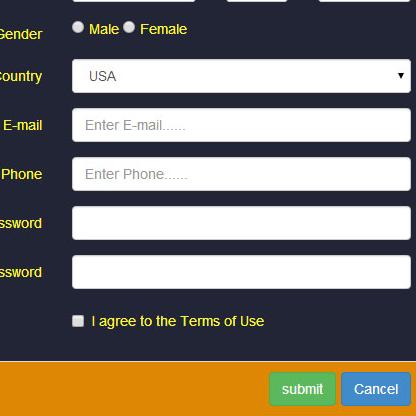 Gender Male Female
Country USA
E-mail Enter E-mail......
Phone Enter Phone......
ssword
ssword
I agree to the Terms of Use
submit Cancel